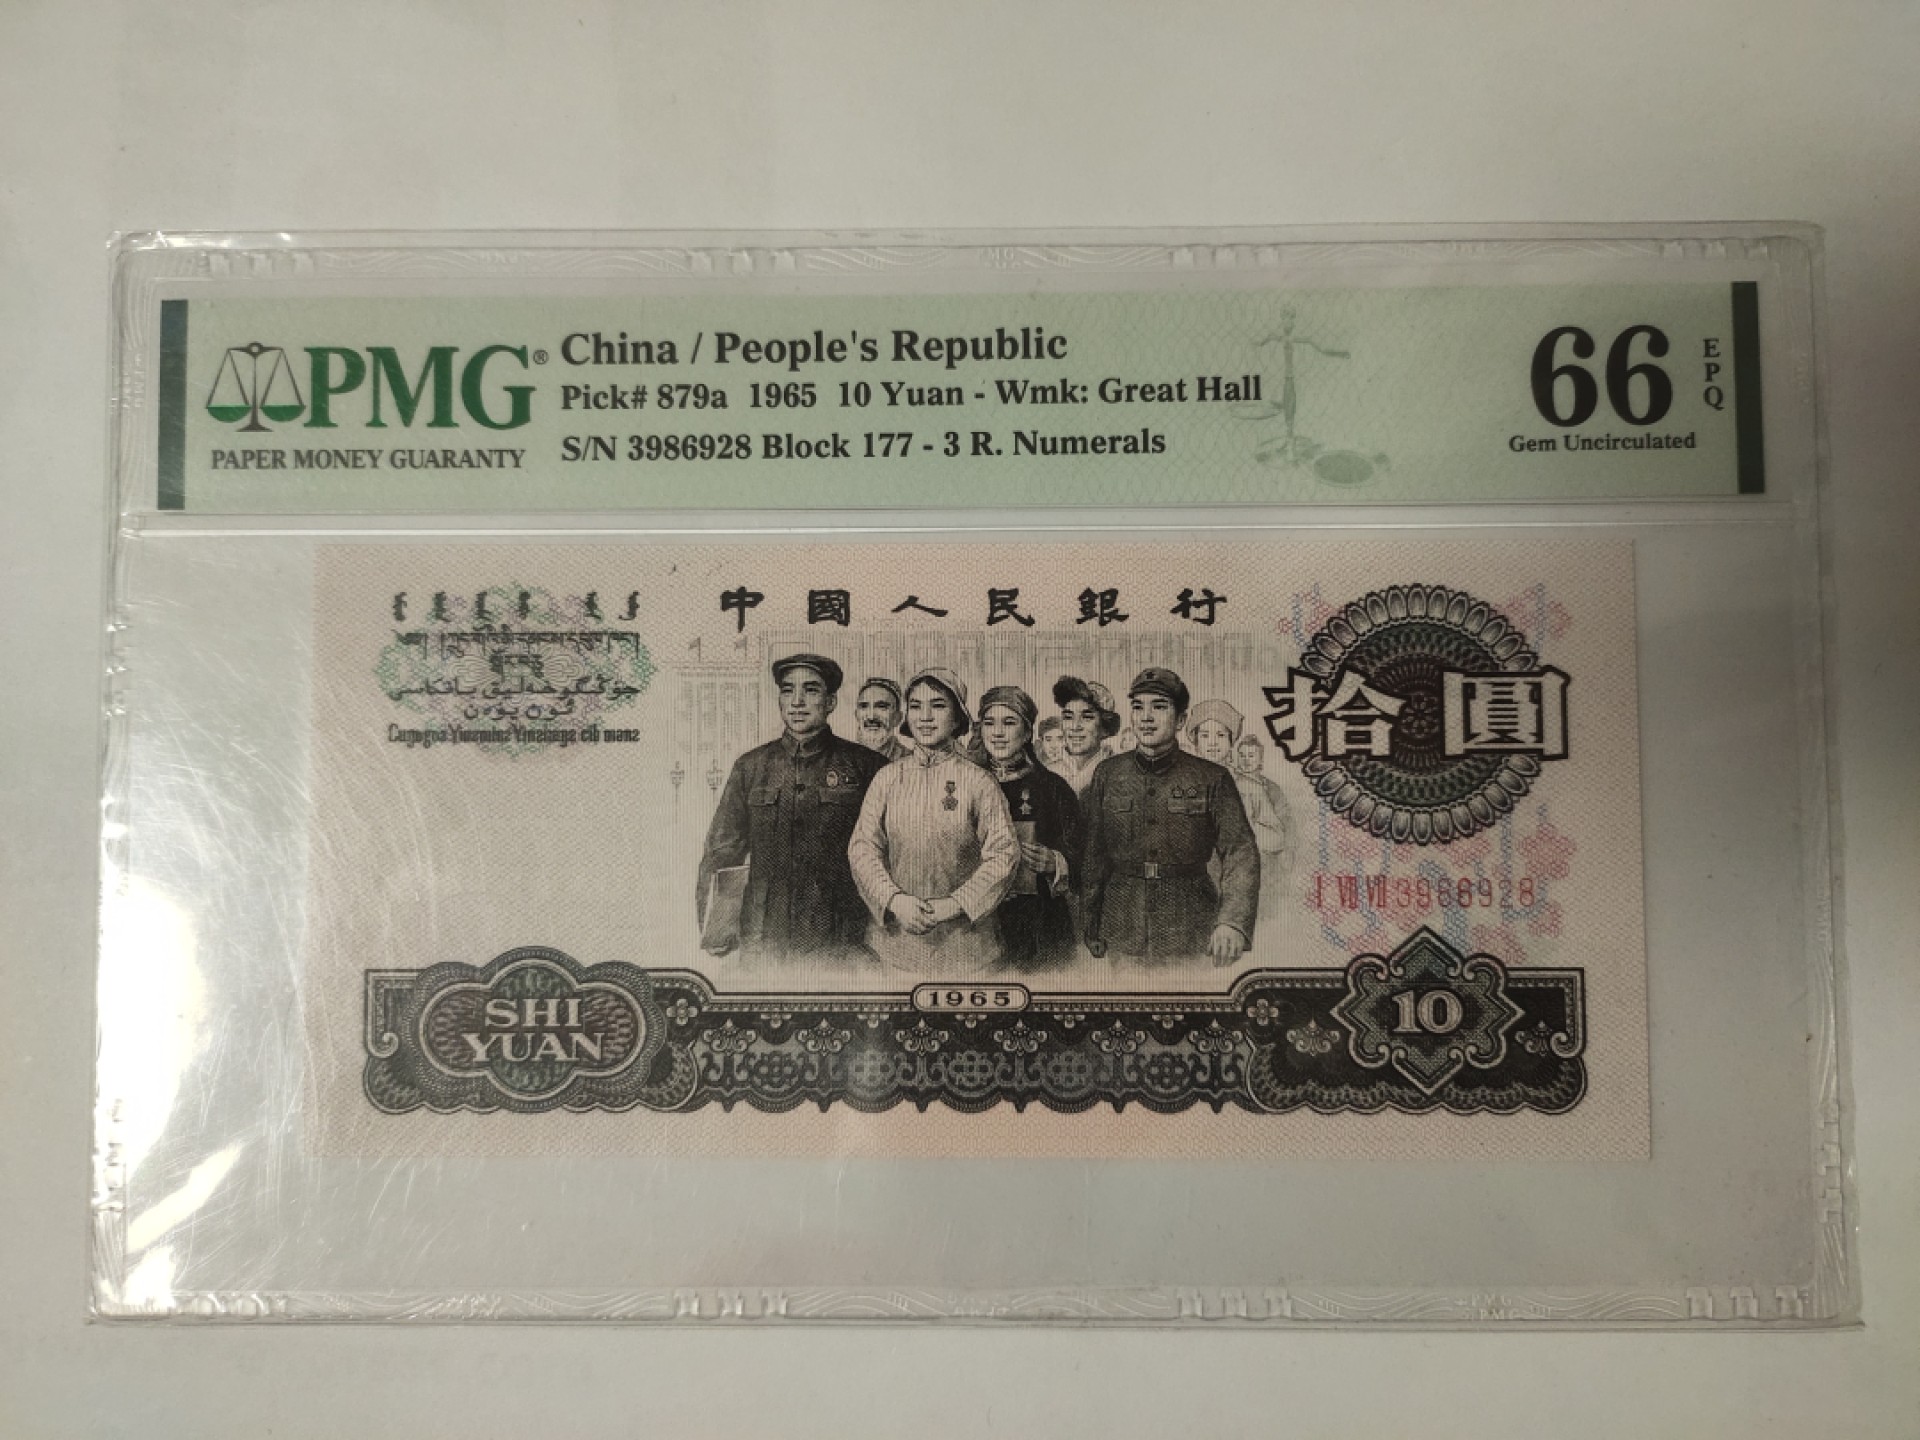 PMG®
PAPER MONEY GUARANTY
China / People's Republic
Pick# 879a 1965 10 Yuan - Wmk: Great Hall
S/N 3986928 Block 177 - 3 R. Numerals
66
EPQ
Gem Uncirculated
中國人民銀行
拾圓
I VII VII 3986928
1965
SHI
YUAN
10